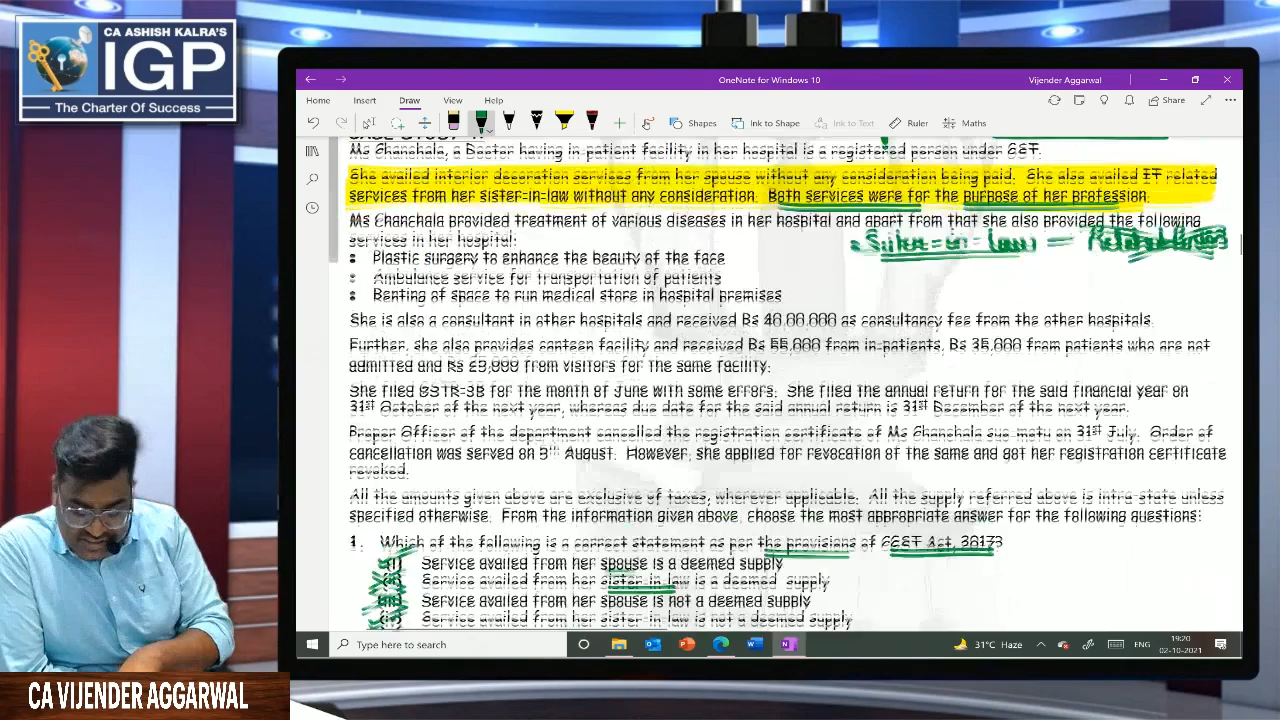 CA ASHISH KALRA'S
IGP
The Charter Of Success
OneNote for Windows 10
Vijender Aggarwal
Home Insert Draw View Help
Share
Shapes Ink to Shape Ink to Text Ruler Maths
Ms Chanchala, a Doctor having in-patient facility in her hospital is a registered person under GST.
She availed interior decoration services from her spouse without any consideration being paid. She also availed IT related
services from her sister-in-law without any consideration. Both services were for the purpose of her profession.
Ms Chanchala provided treatment of various diseases in her hospital and apart from that she also provided the following
services in her hospital:
Sister-in-law = Related
• Plastic surgery to enhance the beauty of the face
• Ambulance service for transportation of patients
• Renting of space to run medical store in hospital premises
She is also a consultant in other hospitals and received Rs 40,00,000 as consultancy fee from the other hospitals.
Further, she also provides canteen facility and received Rs 55,000 from in-patients, Rs 35,000 from patients who are not
admitted and Rs 25,000 from visitors for the same facility.
She filed GSTR-3B for the month of June with some errors. She filed the annual return for the said financial year on
31st October of the next year, whereas due date for the said annual return is 31st December of the next year.
Proper Officer of the department cancelled the registration certificate of Ms Chanchala suo-motu on 31st July. Order of
cancellation was served on 5th August. However, she applied for revocation of the same and got her registration certificate
revoked.
All the amounts given above are exclusive of taxes, wherever applicable. All the supply referred above is intra-state unless
specified otherwise. From the information given above, choose the most appropriate answer for the following questions:
1. Which of the following is a correct statement as per the provisions of CGST Act, 2017?
Service availed from her spouse is a deemed supply
Service availed from her sister-in-law is a deemed supply
Service availed from her spouse is not a deemed supply
Service availed from her sister-in-law is not a deemed supply
Type here to search
31°C Haze
ENG
19:20
02-10-2021
CA VIJENDER AGGARWAL